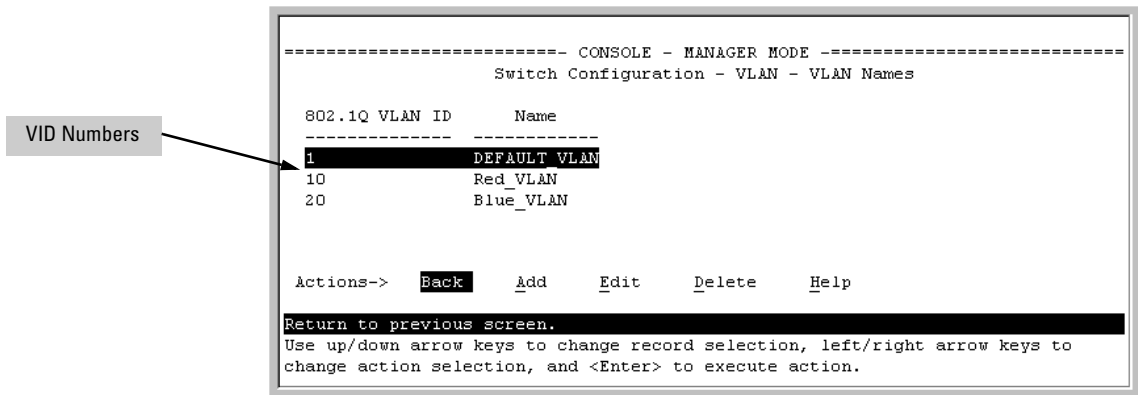 ===========================- CONSOLE - MANAGER MODE -============================
Switch Configuration - VLAN - VLAN Names
802.1Q VLAN ID Name
-------------- ------------
VID Numbers
1 DEFAULT_VLAN
10 Red_VLAN
20 Blue_VLAN
Actions-> Back Add Edit Delete Help
Return to previous screen.
Use up/down arrow keys to change record selection, left/right arrow keys to
change action selection, and <Enter> to execute action.